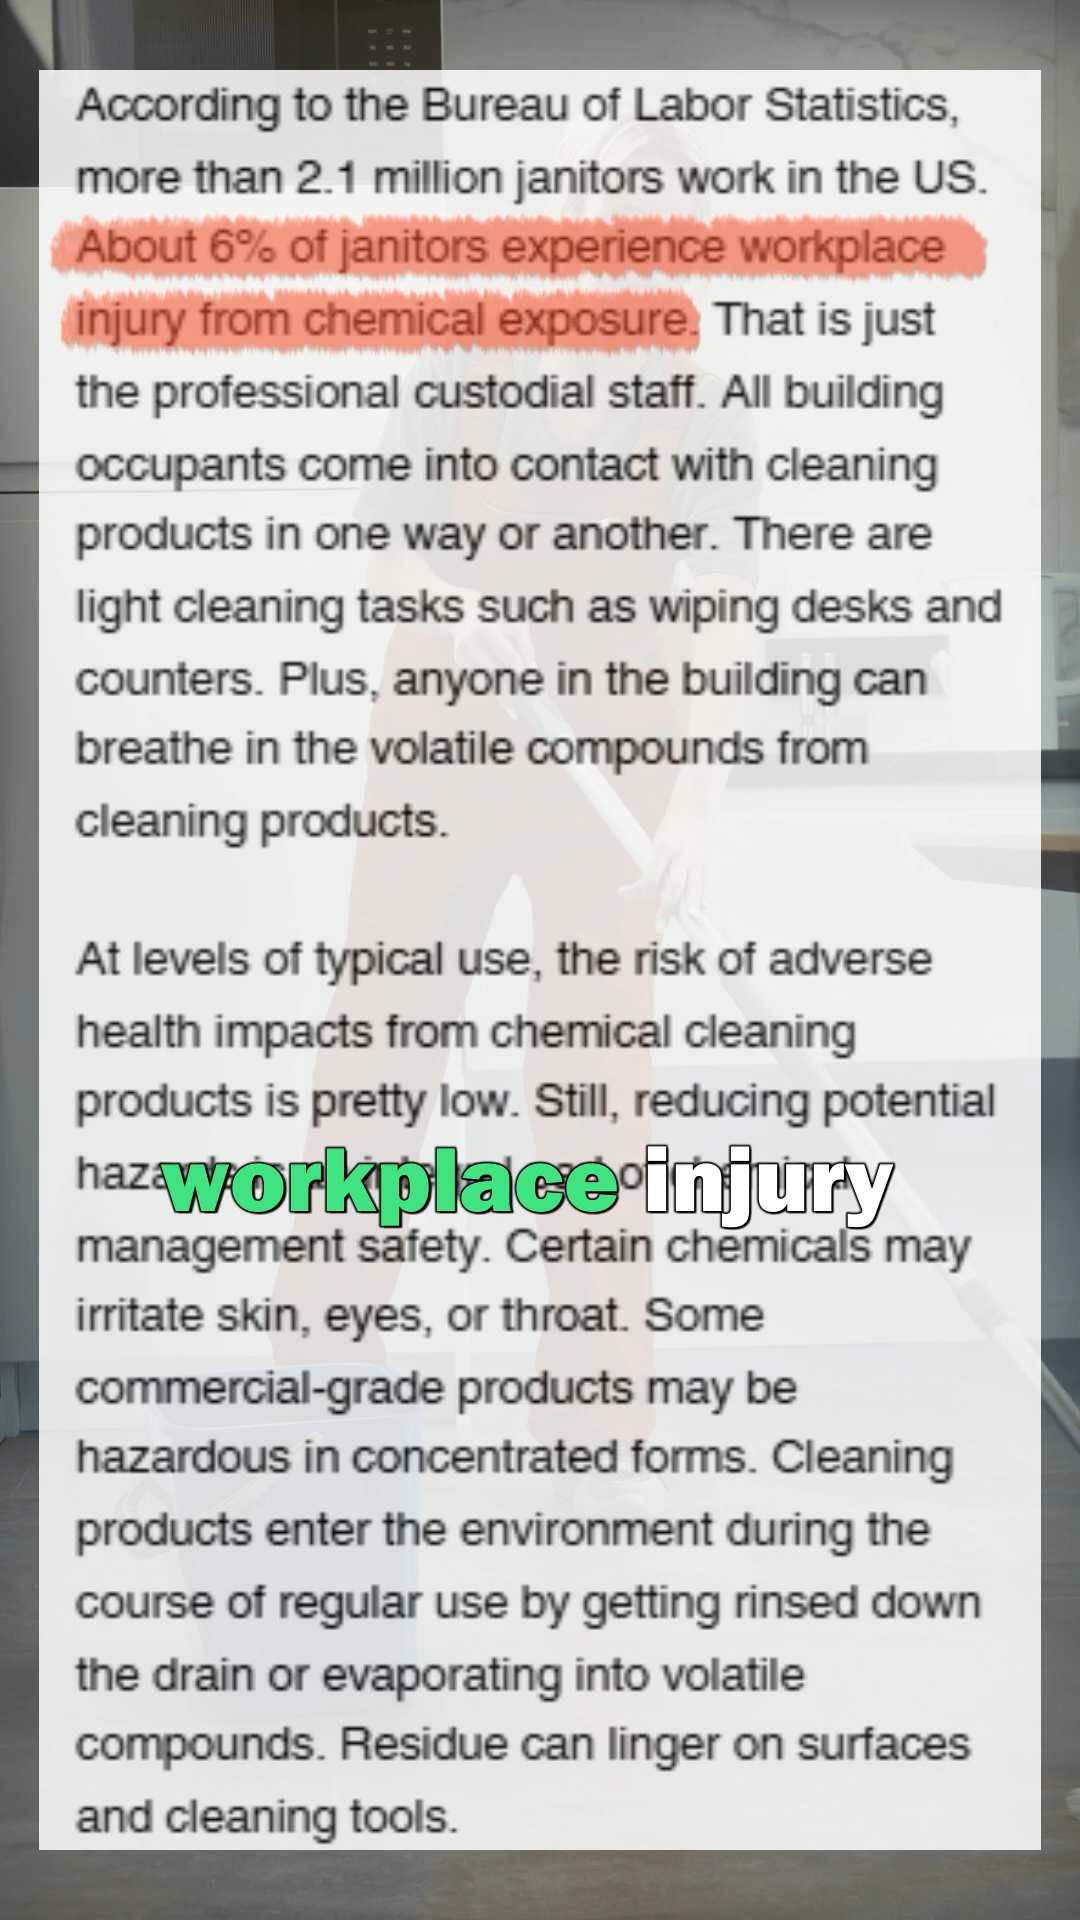 According to the Bureau of Labor Statistics,
more than 2.1 million janitors work in the US.
About 6% of janitors experience workplace
injury from chemical exposure. That is just
the professional custodial staff. All building
occupants come into contact with cleaning
products in one way or another. There are
light cleaning tasks such as wiping desks and
counters. Plus, anyone in the building can
breathe in the volatile compounds from
cleaning products.
At levels of typical use, the risk of adverse
health impacts from chemical cleaning
products is pretty low. Still, reducing potential
workplace injury
management safety. Certain chemicals may
irritate skin, eyes, or throat. Some
commercial-grade products may be
hazardous in concentrated forms. Cleaning
products enter the environment during the
course of regular use by getting rinsed down
the drain or evaporating into volatile
compounds. Residue can linger on surfaces
and cleaning tools.